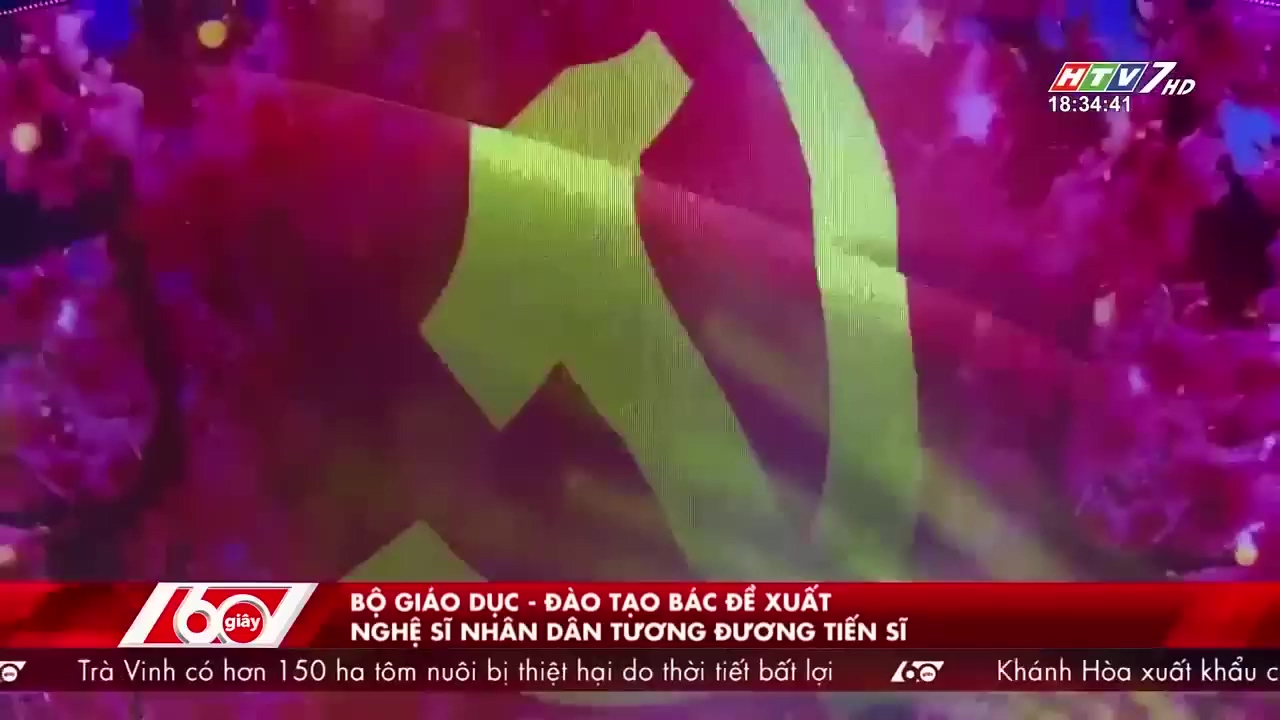 HTV7 HD
18:34:41
60 giây
BỘ GIÁO DỤC - ĐÀO TẠO BÁC ĐỀ XUẤT
NGHỆ SĨ NHÂN DÂN TƯƠNG ĐƯƠNG TIẾN SĨ
Trà Vinh có hơn 150 ha tôm nuôi bị thiệt hại do thời tiết bất lợi
Khánh Hòa xuất khẩu